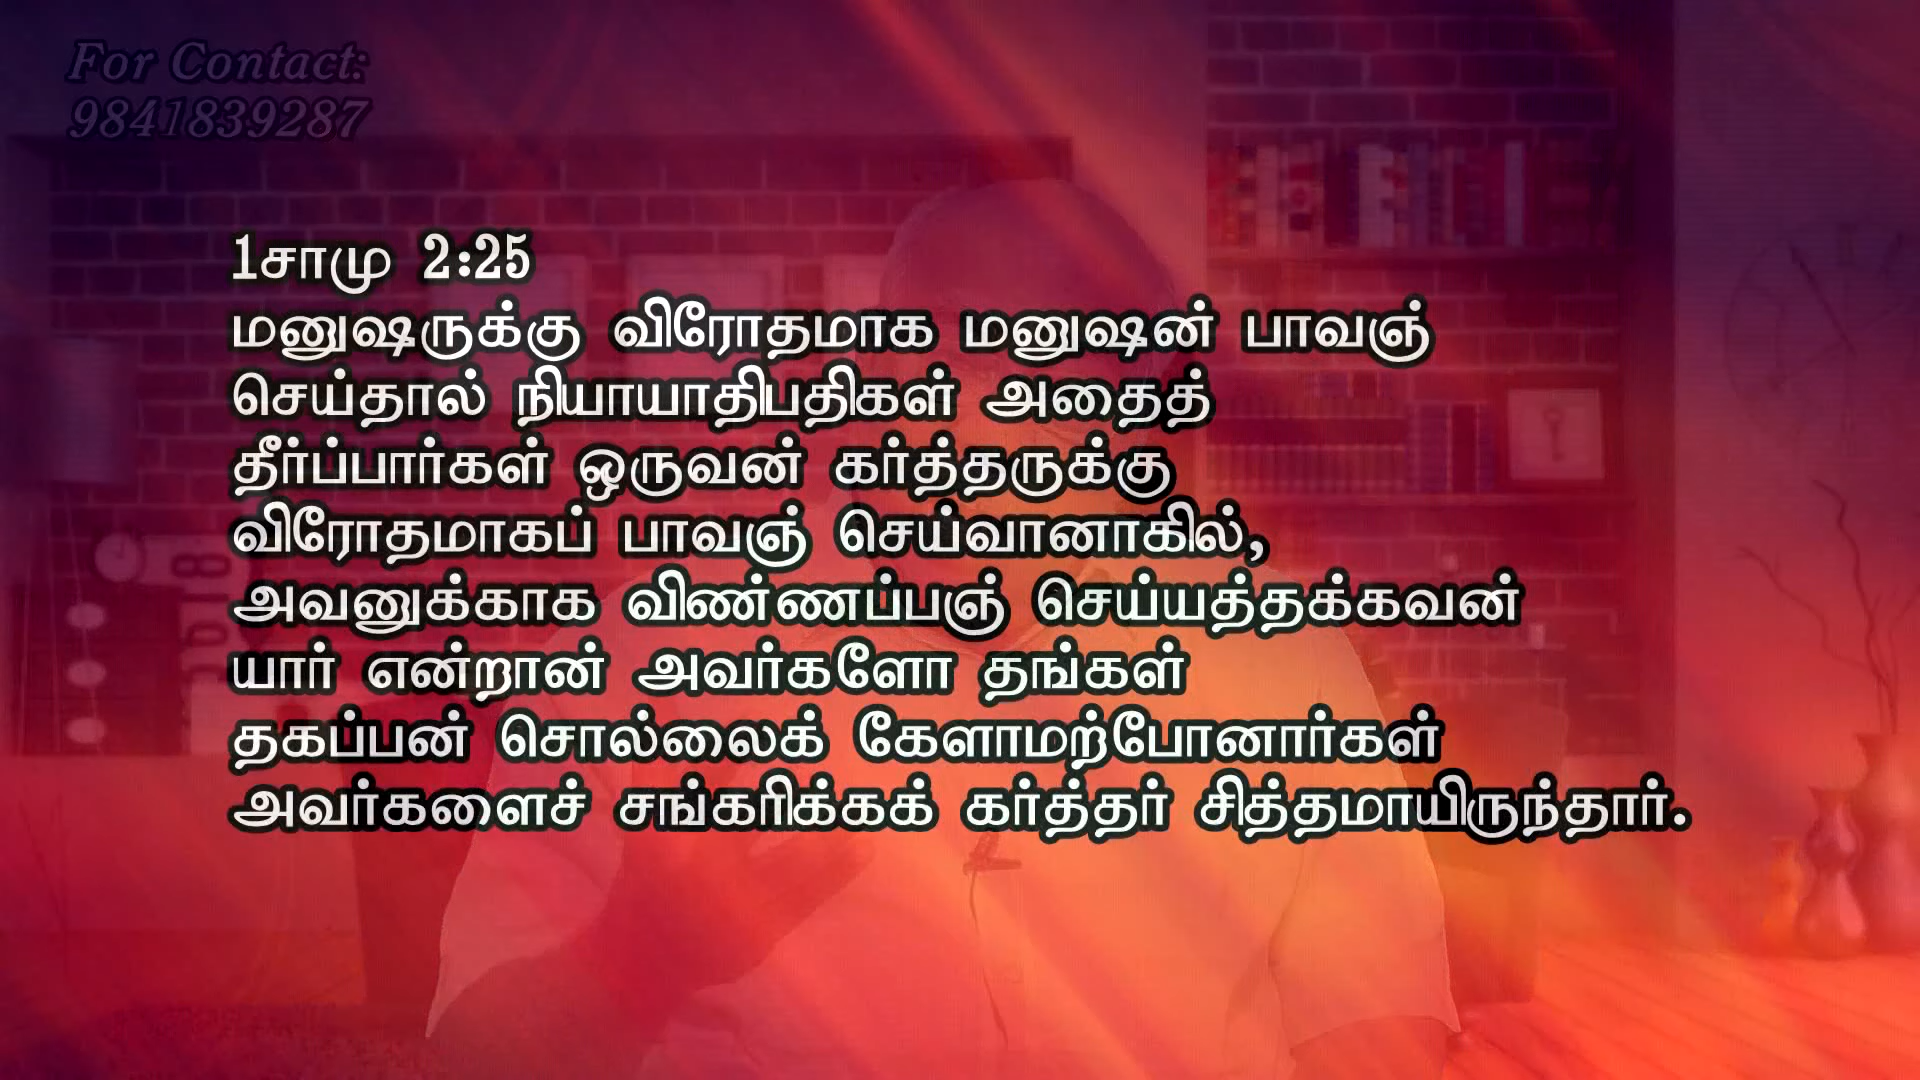 For Contact:
9841839287
1சாமு 2:25
மனுஷருக்கு விரோதமாக மனுஷன் பாவஞ்
செய்தால் நியாயாதிபதிகள் அதைத்
தீர்ப்பார்கள் ஒருவன் கர்த்தருக்கு
விரோதமாகப் பாவஞ் செய்வானாகில்,
அவனுக்காக விண்ணப்பஞ் செய்யத்தக்கவன்
யார் என்றான் அவர்களோ தங்கள்
தகப்பன் சொல்லைக் கேளாமற்போனார்கள்
அவர்களைச் சங்கரிக்கக் கர்த்தர் சித்தமாயிருந்தார்.